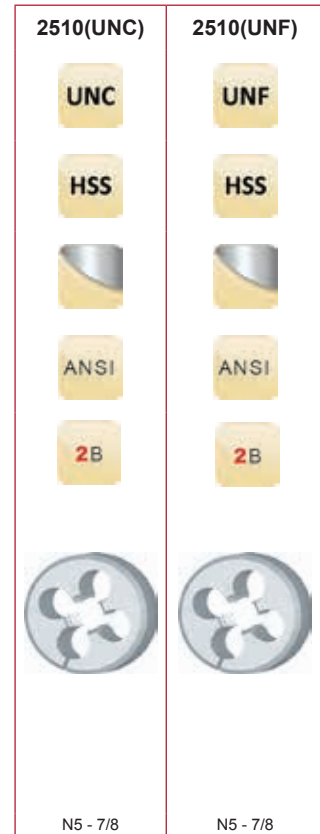 2510(UNC) 2510(UNF)
UNC UNF
HSS HSS
ANSI ANSI
2B 2B
N5 - 7/8 N5 - 7/8